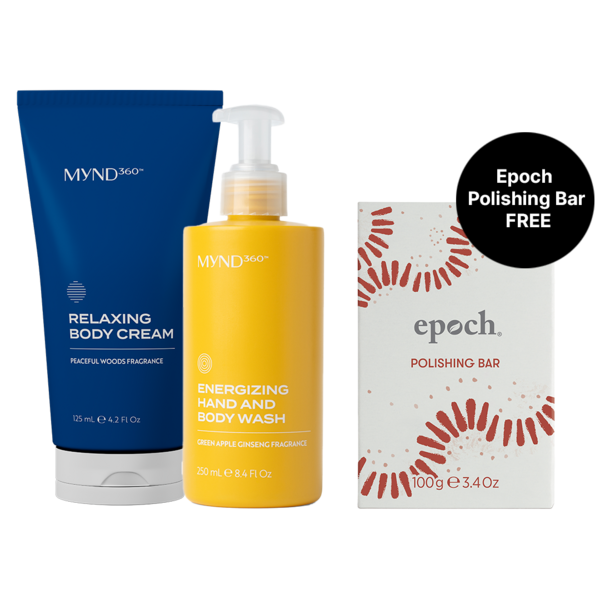 MYND360™
RELAXING
BODY CREAM
PEACEFUL WOODS FRAGRANCE
125 mL ℮ 4.2 Fl Oz
MYND360™
ENERGIZING
HAND AND
BODY WASH
GREEN APPLE GINSENG FRAGRANCE
250 mL ℮ 8.4 Fl Oz
Epoch
Polishing Bar
FREE
epoch®
POLISHING BAR
100g ℮ 3.4 Oz